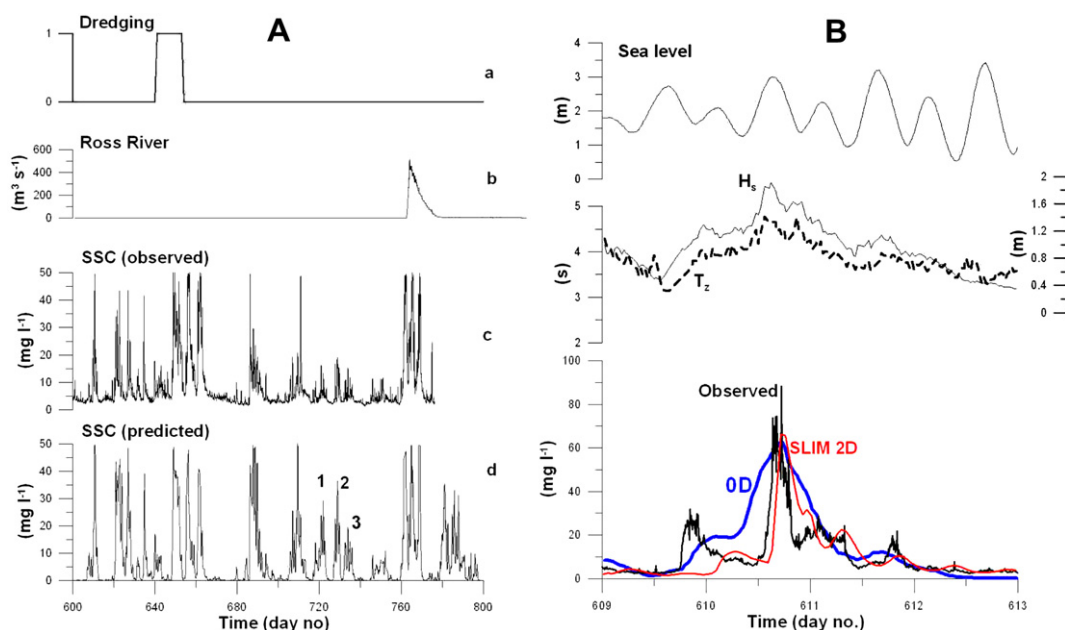 A
Dredging
1
0
a
Ross River
(m³ s⁻¹)
600
400
200
0
b
SSC (observed)
(mg l⁻¹)
50
40
30
20
10
0
c
SSC (predicted)
(mg l⁻¹)
50
40
30
20
10
0
d
1
2
3
600 640 680 720 760 800
Time (day no)
B
Sea level
(m)
4
3
2
1
0
Hs
Tz
(s)
5
4
3
2
(m)
2
1.6
1.2
0.8
0.4
0
Observed
SLIM 2D
0D
(mg l⁻¹)
100
80
60
40
20
0
609 610 611 612 613
Time (day no.)